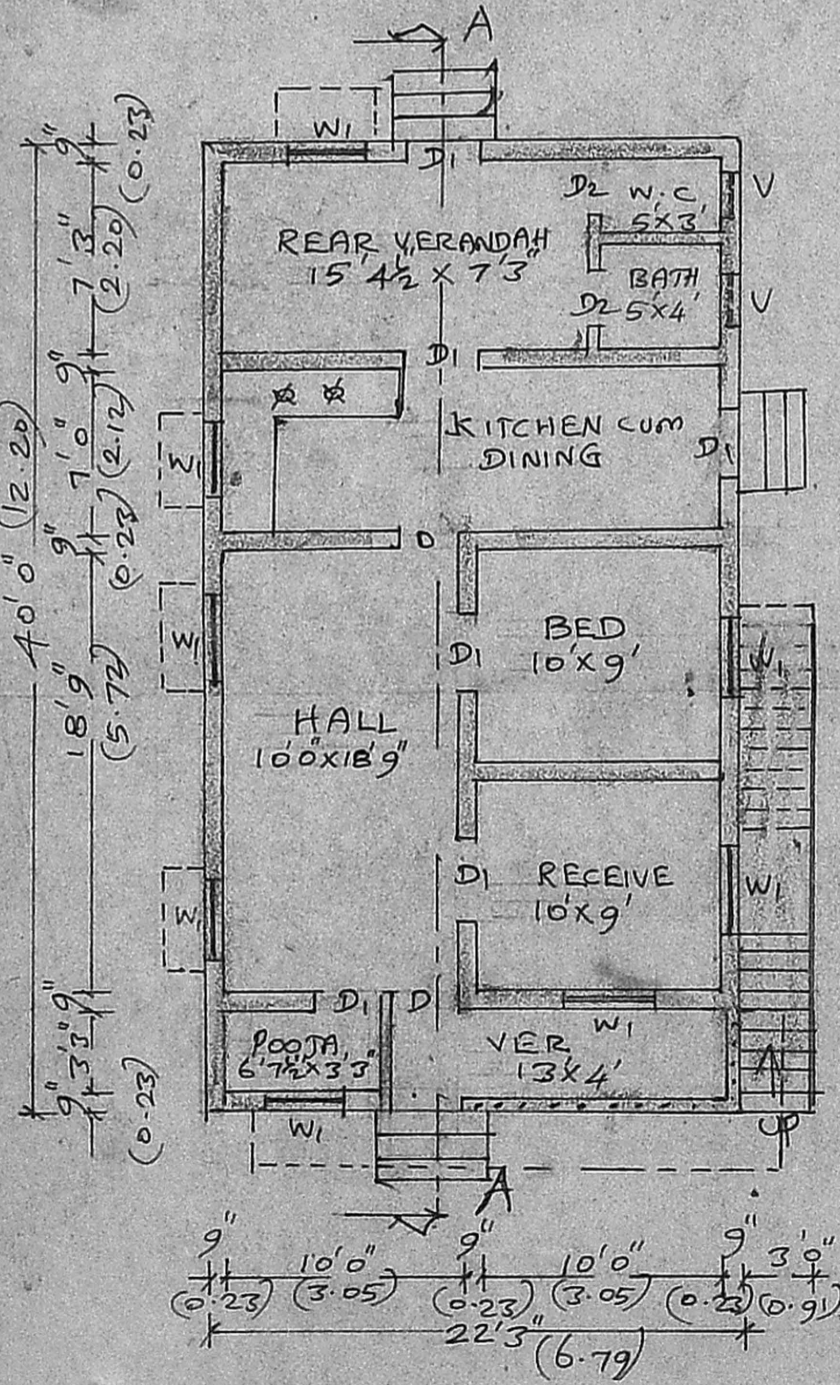 A
W1
D1
D2 W.C
5'X3'
V
REAR VERANDAH
15'4½ X 7'3"
BATH
D2 5'X4'
V
D1
KITCHEN CUM
DINING
D1
W1
D
BED
10'X9'
D1
W1
W1
HALL
10'0"X18'9"
D1
RECEIVE
10'X9'
W1
W1
D1
D
W1
POOJA
6'7½"X3'3"
VER
13'X4'
W1
UP
A
9"
(0.23)
7'3"
(2.20)
9"
7'0"
(2.12)
9"
(0.23)
40'0" (12.20)
18'9"
(5.72)
9"
3'3"
9"
(0.23)
9"
10'0"
9"
10'0"
9"
3'0"
(0.23)
(3.05)
(0.23)
(3.05)
(0.23)
(0.91)
22'3"
(6.79)